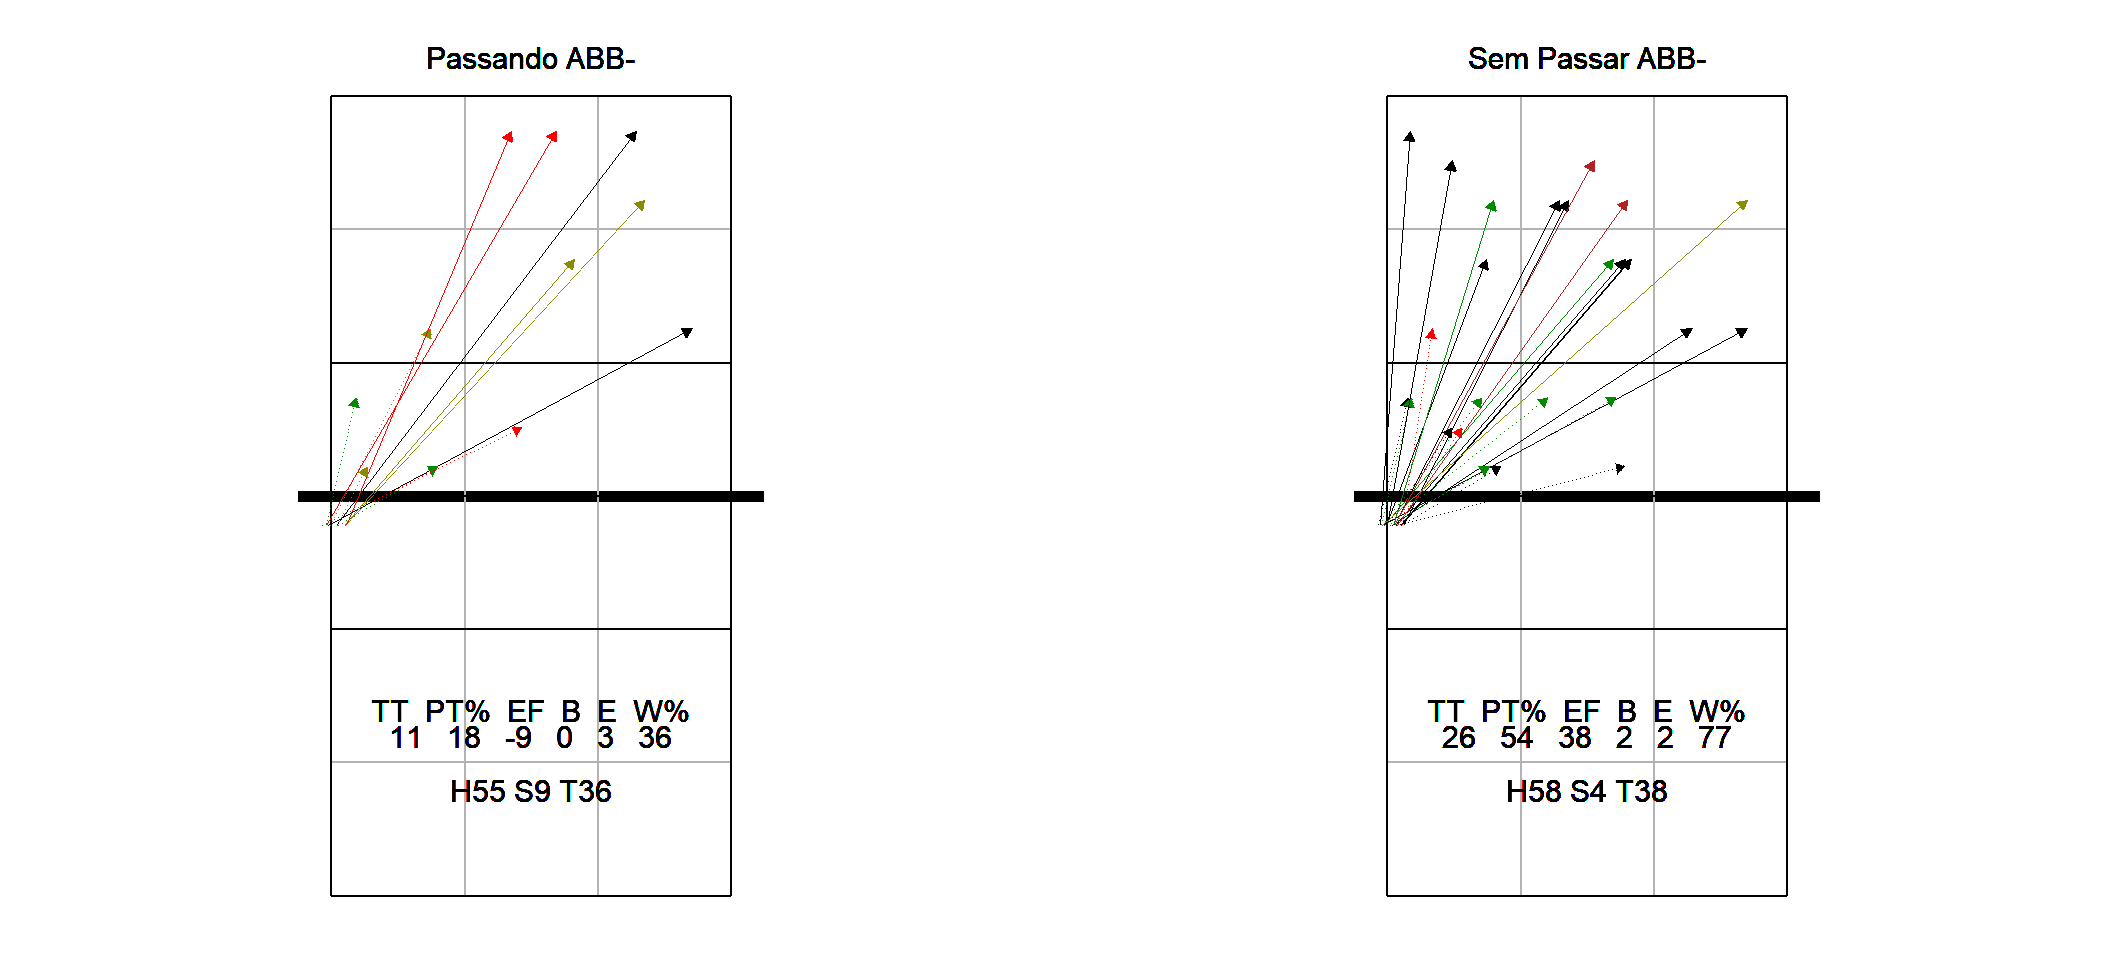 Passando ABB-
TT PT% EF B E W%
11 18 -9 0 3 36
H55 S9 T36
Sem Passar ABB-
TT PT% EF B E W%
26 54 38 2 2 77
H58 S4 T38